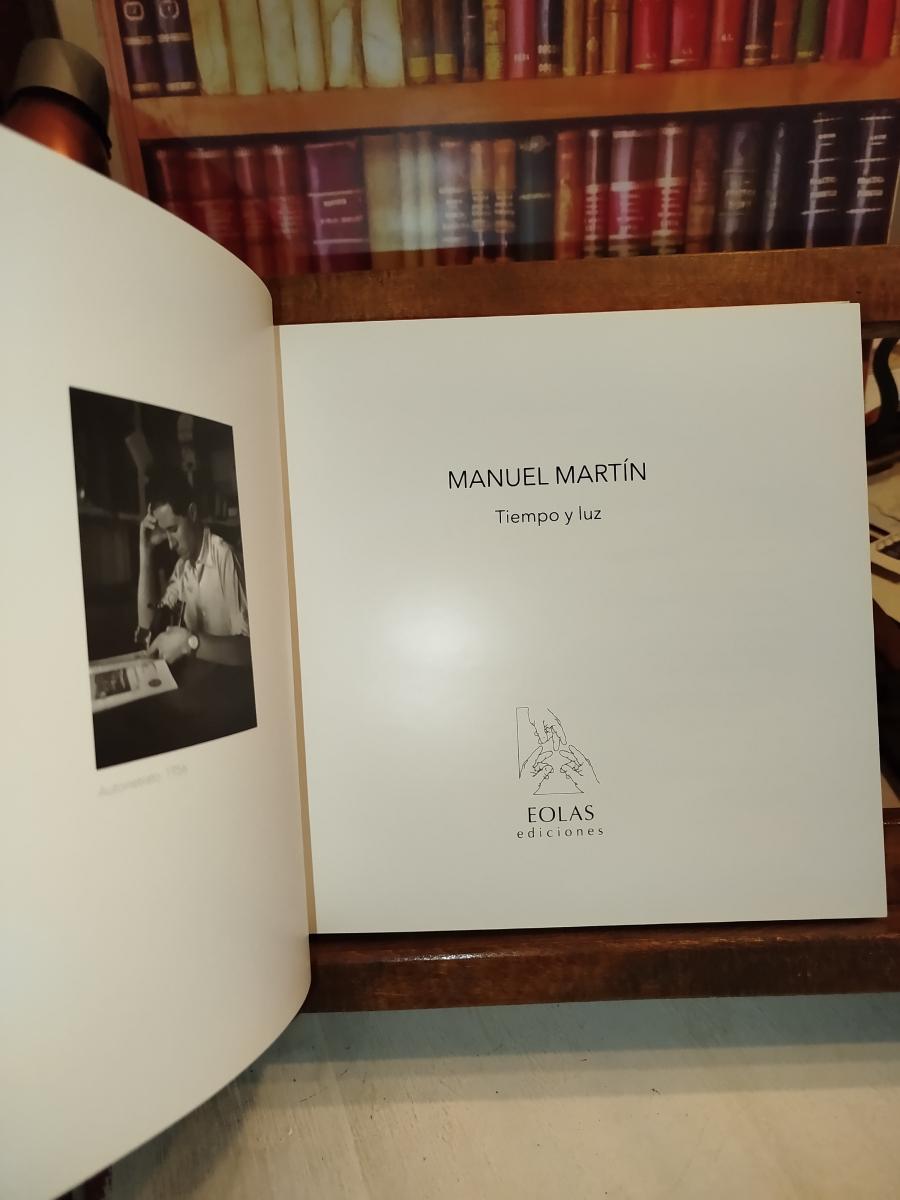 Autorretrato, 1956
MANUEL MARTÍN
Tiempo y luz
EOLAS
ediciones